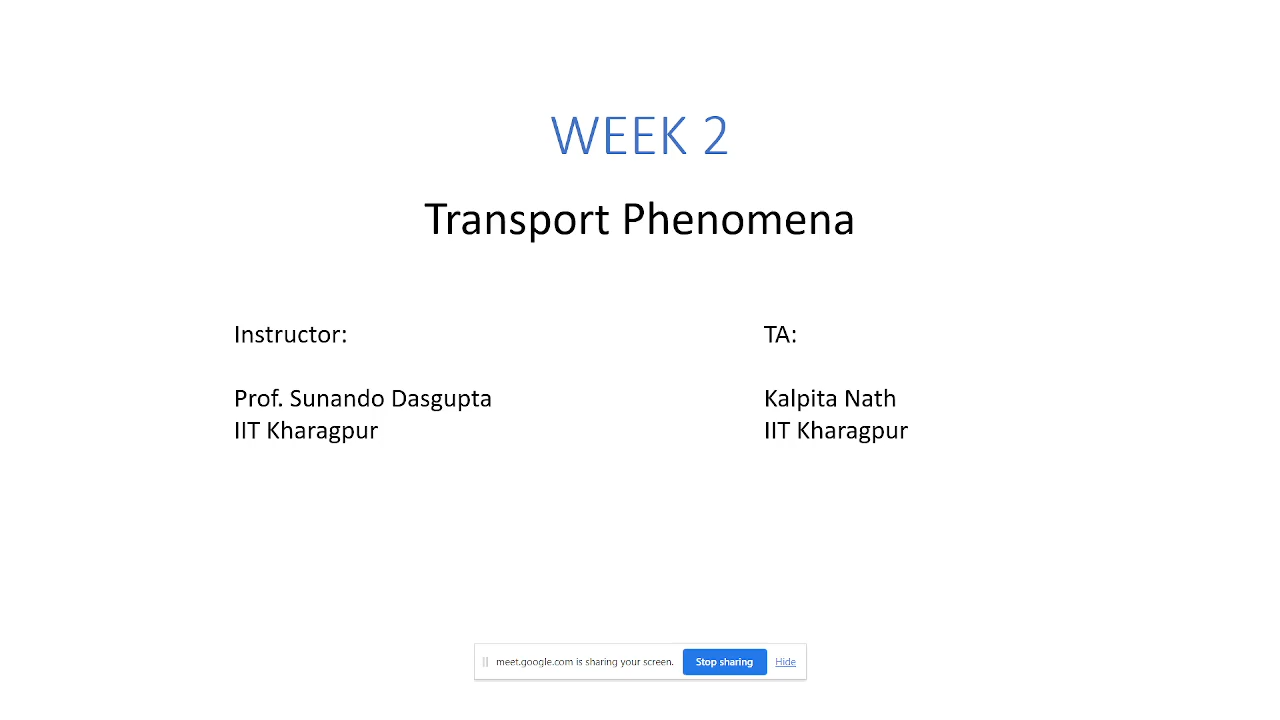 WEEK 2
Transport Phenomena
Instructor:
Prof. Sunando Dasgupta
IIT Kharagpur
TA:
Kalpita Nath
IIT Kharagpur
meet.google.com is sharing your screen. Stop sharing Hide